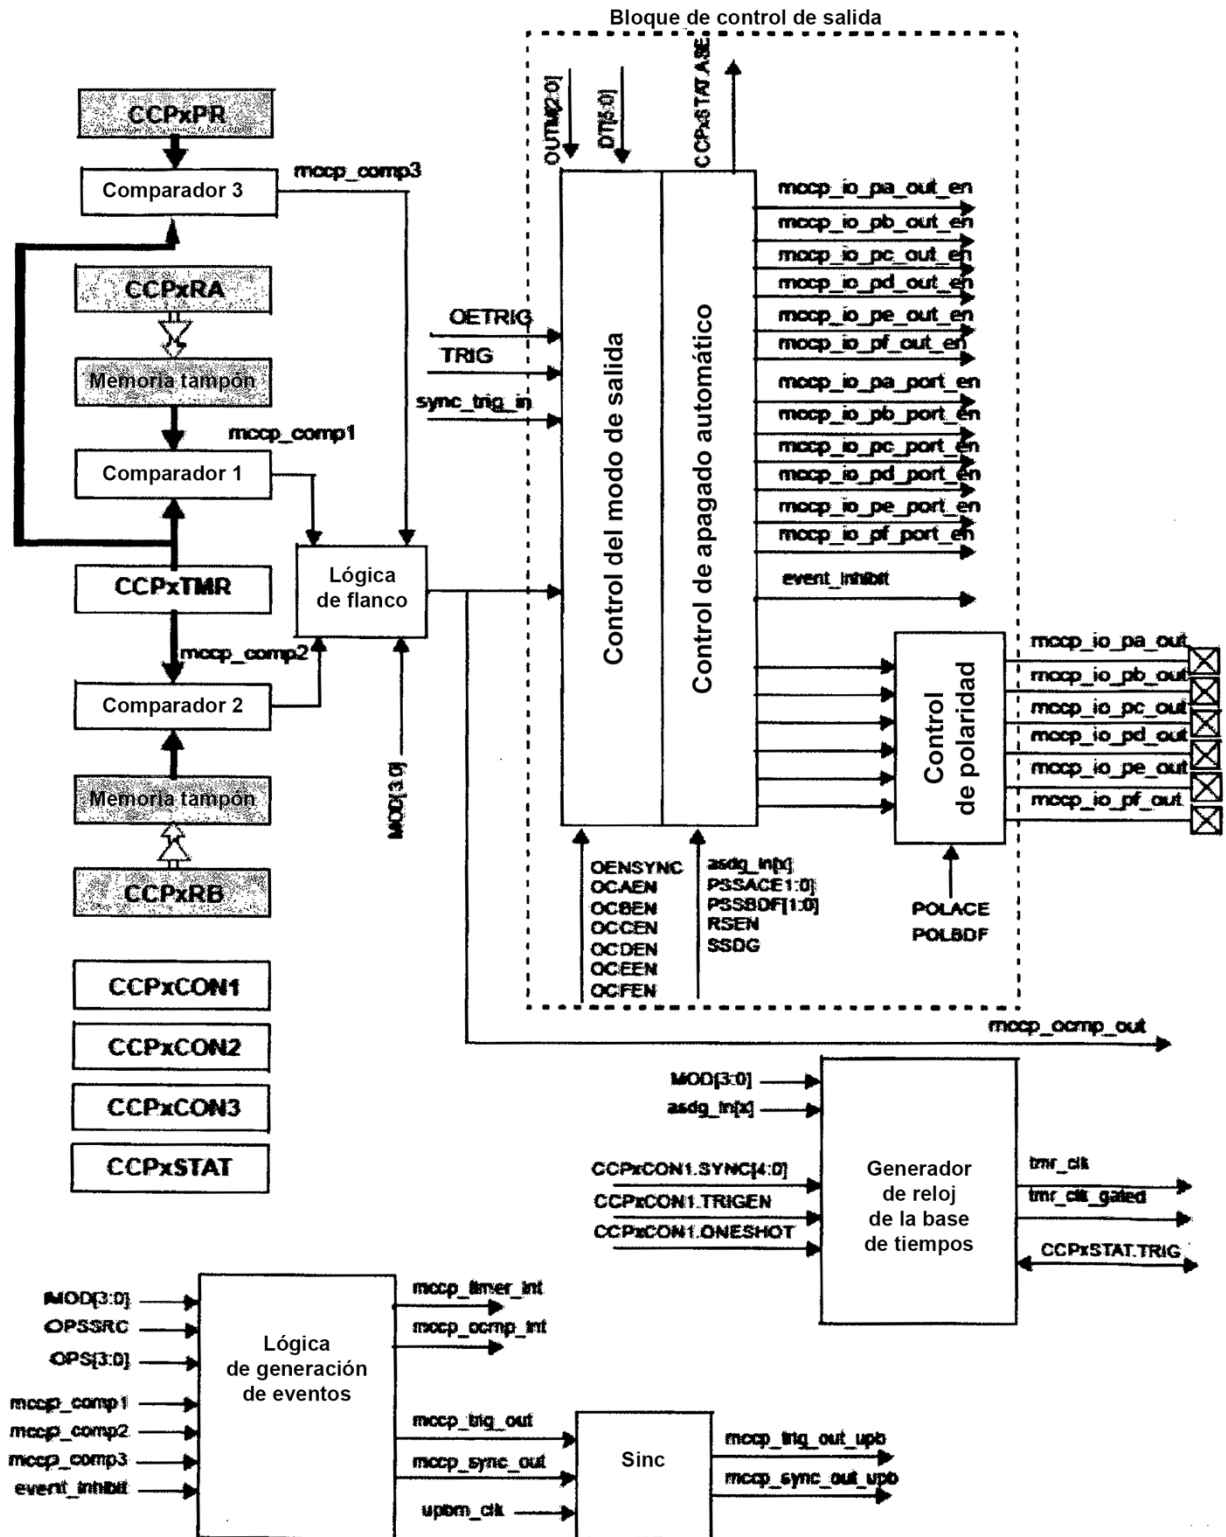 Bloque de control de salida
OUTM[2:0]
DT[5:0]
CCPxSTAT.ASE
CCPxPR
Comparador 3
mccp_comp3
CCPxRA
Memoria tampón
mccp_comp1
Comparador 1
CCPxTMR
mccp_comp2
Comparador 2
Memoria tampón
CCPxRB
Lógica
de flanco
MOD[3:0]
OETRIG
TRIG
sync_trig_in
Control del modo de salida
Control de apagado automático
mccp_io_pa_out_en
mccp_io_pb_out_en
mccp_io_pc_out_en
mccp_io_pd_out_en
mccp_io_pe_out_en
mccp_io_pf_out_en
mccp_io_pa_port_en
mccp_io_pb_port_en
mccp_io_pc_port_en
mccp_io_pd_port_en
mccp_io_pe_port_en
mccp_io_pf_port_en
event_inhibit
Control
de polaridad
mccp_io_pa_out
mccp_io_pb_out
mccp_io_pc_out
mccp_io_pd_out
mccp_io_pe_out
mccp_io_pf_out
OENSYNC
OCAEN
OCBEN
OCCEN
OCDEN
OCEEN
OCFEN
asdg_in[x]
PSSACE1:0]
PSSBDF[1:0]
RSEN
SSDG
POLACE
POLBDF
mccp_ocmp_out
CCPxCON1
CCPxCON2
CCPxCON3
CCPxSTAT
MOD[3:0]
asdg_in[x]
CCPxCON1.SYNC[4:0]
CCPxCON1.TRIGEN
CCPxCON1.ONESHOT
Generador
de reloj
de la base
de tiempos
tmr_clk
tmr_clk_gated
CCPxSTAT.TRIG
MOD[3:0]
OPSSRC
OPS[3:0]
mccp_comp1
mccp_comp2
mccp_comp3
event_inhibit
Lógica
de generación
de eventos
mccp_timer_int
mccp_ocmp_int
mccp_trig_out
mccp_sync_out
upbm_clk
Sinc
mccp_trig_out_upb
mccp_sync_out_upb